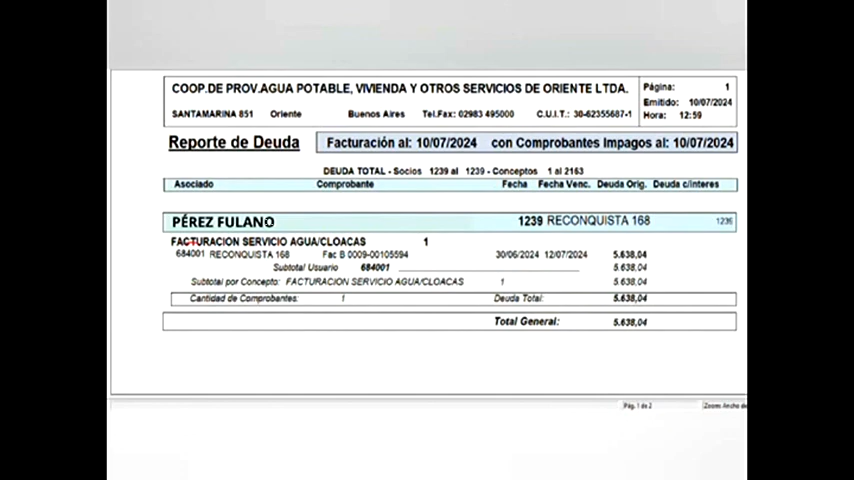 COOP.DE PROV.AGUA POTABLE, VIVIENDA Y OTROS SERVICIOS DE ORIENTE LTDA. Página: 1
Emitido: 10/07/2024
SANTAMARINA 851 Oriente Buenos Aires Tel.Fax: 02983 495000 C.U.I.T.: 30-62355687-1 Hora: 12:59
Reporte de Deuda Facturación al: 10/07/2024 con Comprobantes Impagos al: 10/07/2024
DEUDA TOTAL - Socios 1239 al 1239 - Conceptos 1 al 2163
Asociado Comprobante Fecha Fecha Venc. Deuda Orig. Deuda c/Interes
PÉREZ FULANO 1239 RECONQUISTA 168 1239
FACTURACION SERVICIO AGUA/CLOACAS 1
684001 RECONQUISTA 168 Fac B 0009-00105594 30/06/2024 12/07/2024 5.638,04
Subtotal Usuario 684001 5.638,04
Subtotal por Concepto: FACTURACION SERVICIO AGUA/CLOACAS 1 5.638,04
Cantidad de Comprobantes: 1 Deuda Total: 5.638,04
Total General: 5.638,04
Pág. 1 de 2 Zoom: Ancho de